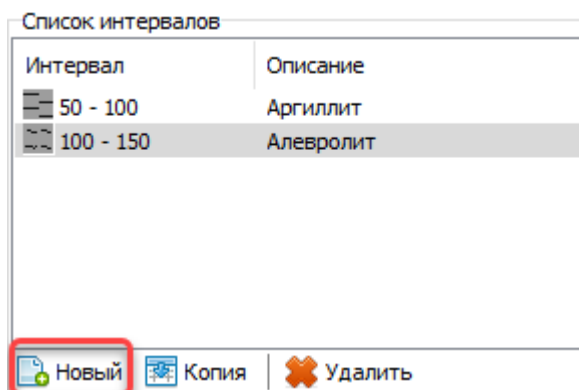 Список интервалов
Интервал Описание
50 - 100 Аргиллит
100 - 150 Алевролит
Новый Копия Удалить